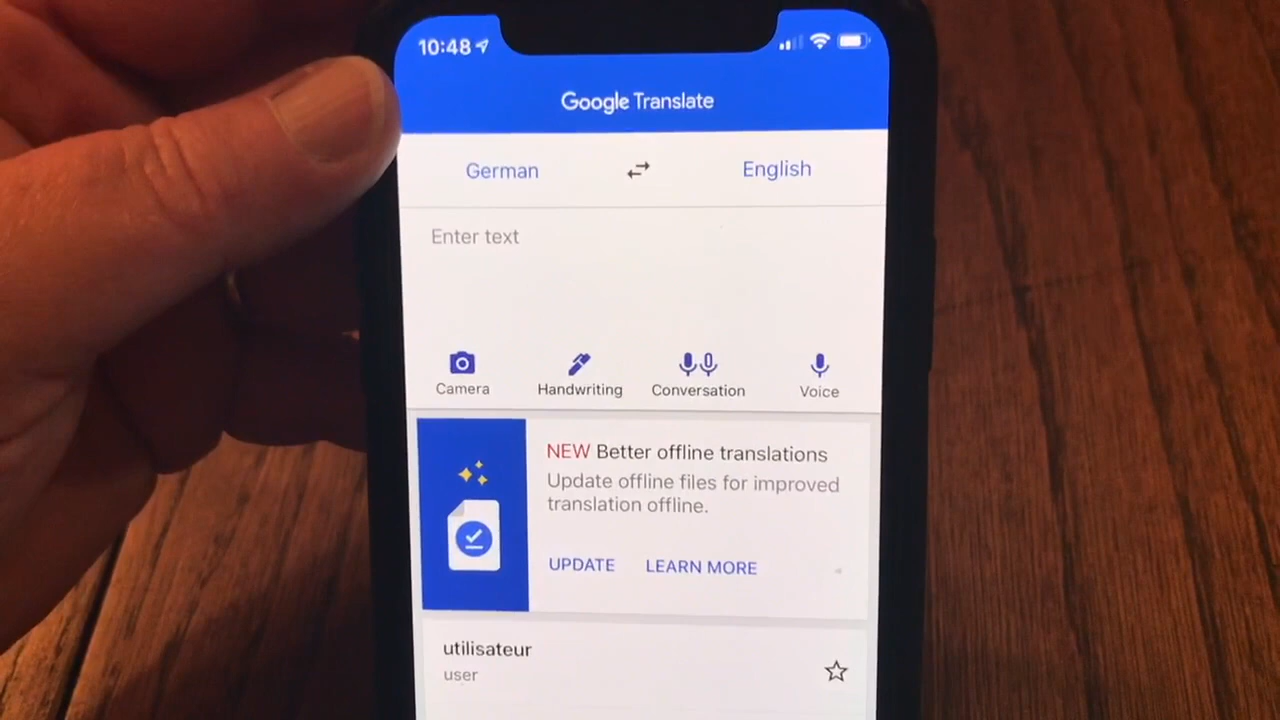 10:48
Google Translate
German English
Enter text
Camera Handwriting Conversation Voice
NEW Better offline translations
Update offline files for improved
translation offline.
UPDATE LEARN MORE
utilisateur
user